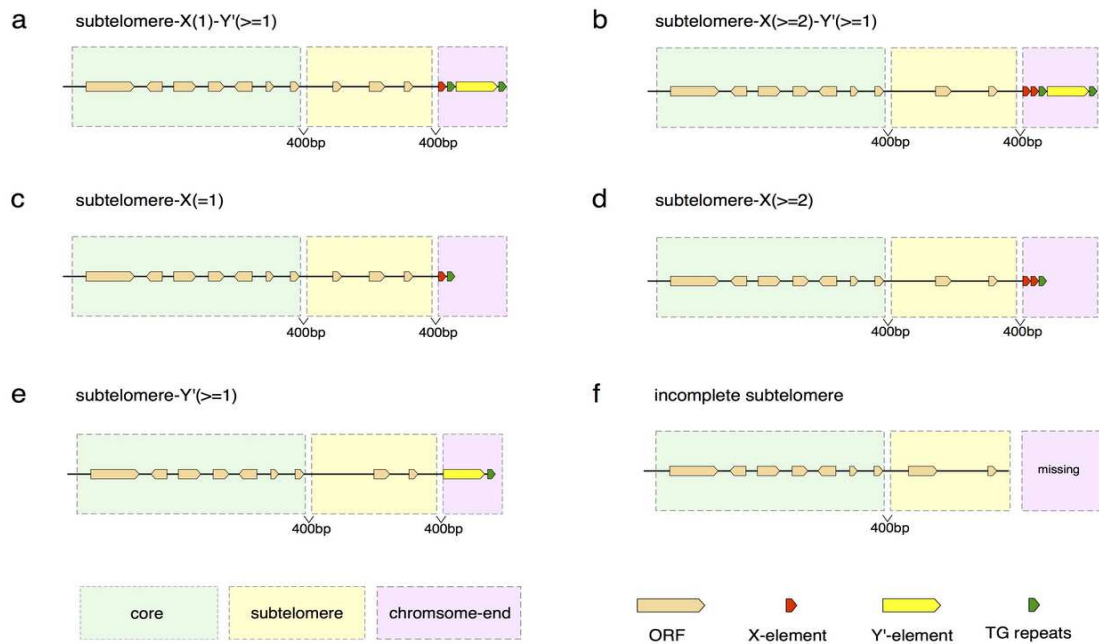 a subtelomere-X(1)-Y'(>=1)
b subtelomere-X(>=2)-Y'(>=1)
400bp 400bp
400bp 400bp
c subtelomere-X(=1)
d subtelomere-X(>=2)
400bp 400bp
400bp 400bp
e subtelomere-Y'(>=1)
f incomplete subtelomere
missing
400bp 400bp
400bp
core subtelomere chromsome-end
ORF X-element Y'-element TG repeats